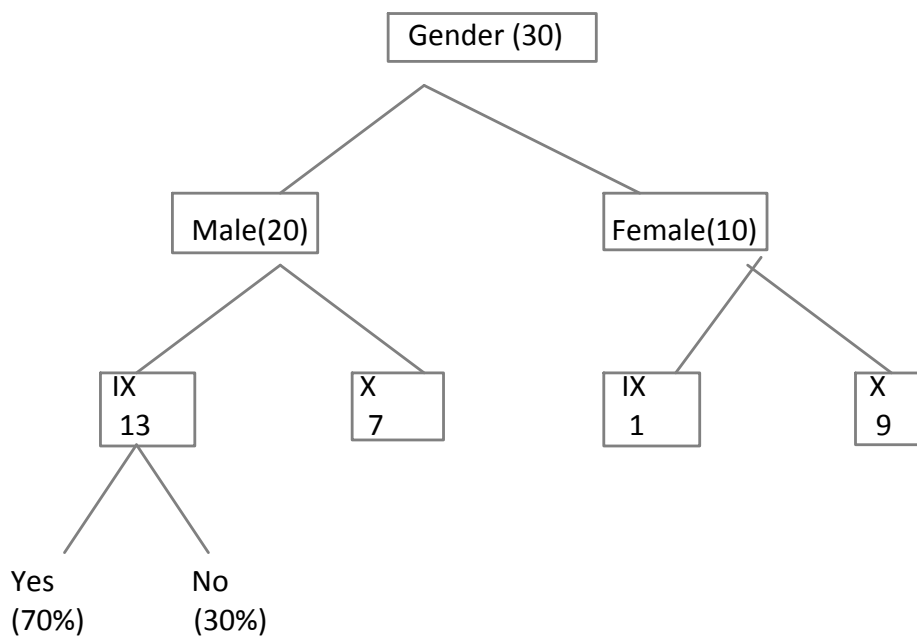 Gender (30)
Male(20)
Female(10)
IX
13
X
7
IX
1
X
9
Yes
(70%)
No
(30%)